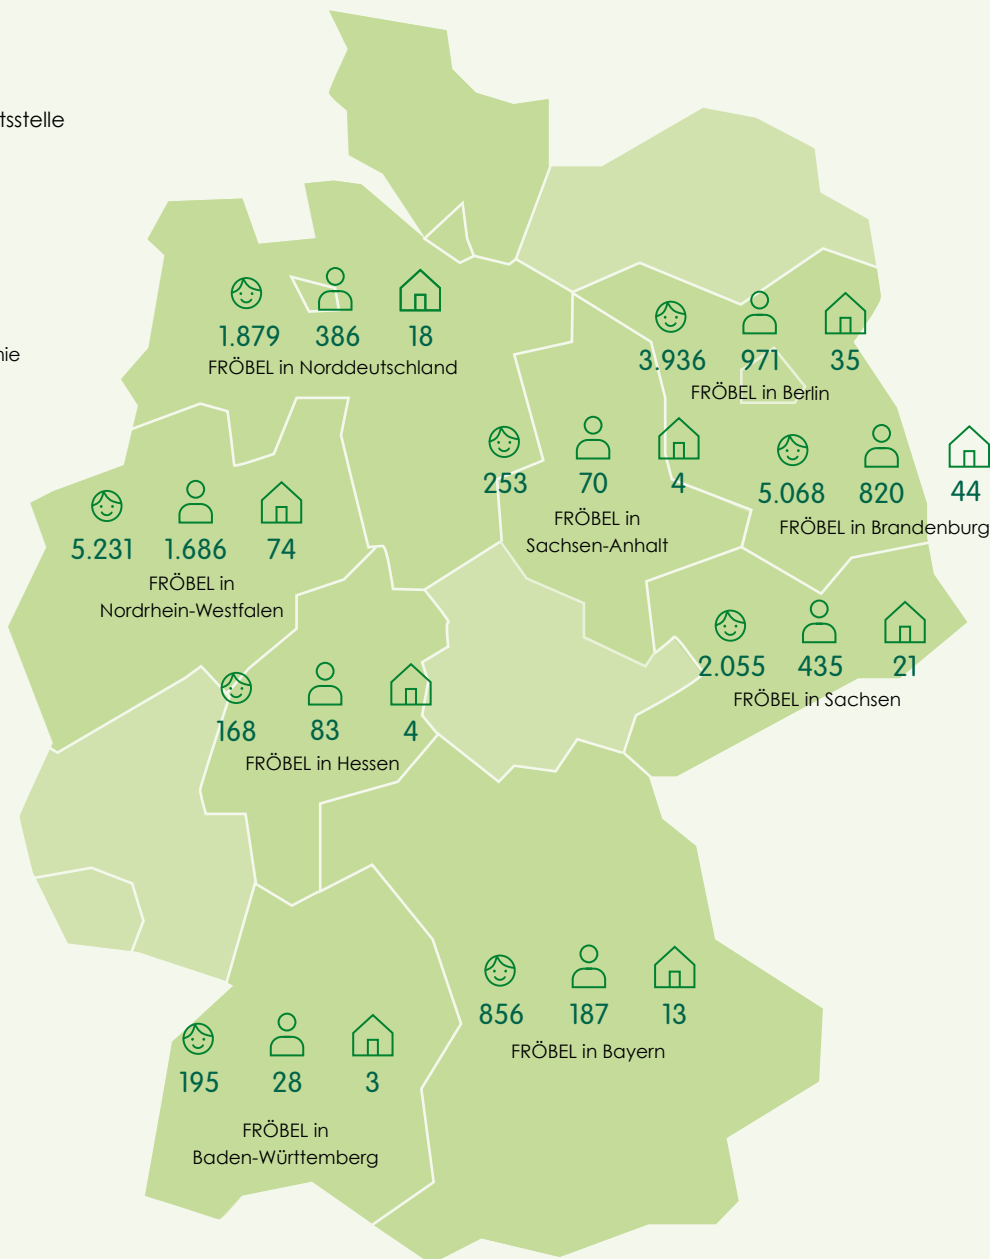 tsstelle
nie
1.879 386 18
FRÖBEL in Norddeutschland
3.936 971 35
FRÖBEL in Berlin
253 70 4
FRÖBEL in
Sachsen-Anhalt
5.068 820 44
FRÖBEL in Brandenburg
5.231 1.686 74
FRÖBEL in
Nordrhein-Westfalen
2.055 435 21
FRÖBEL in Sachsen
168 83 4
FRÖBEL in Hessen
856 187 13
FRÖBEL in Bayern
195 28 3
FRÖBEL in
Baden-Württemberg